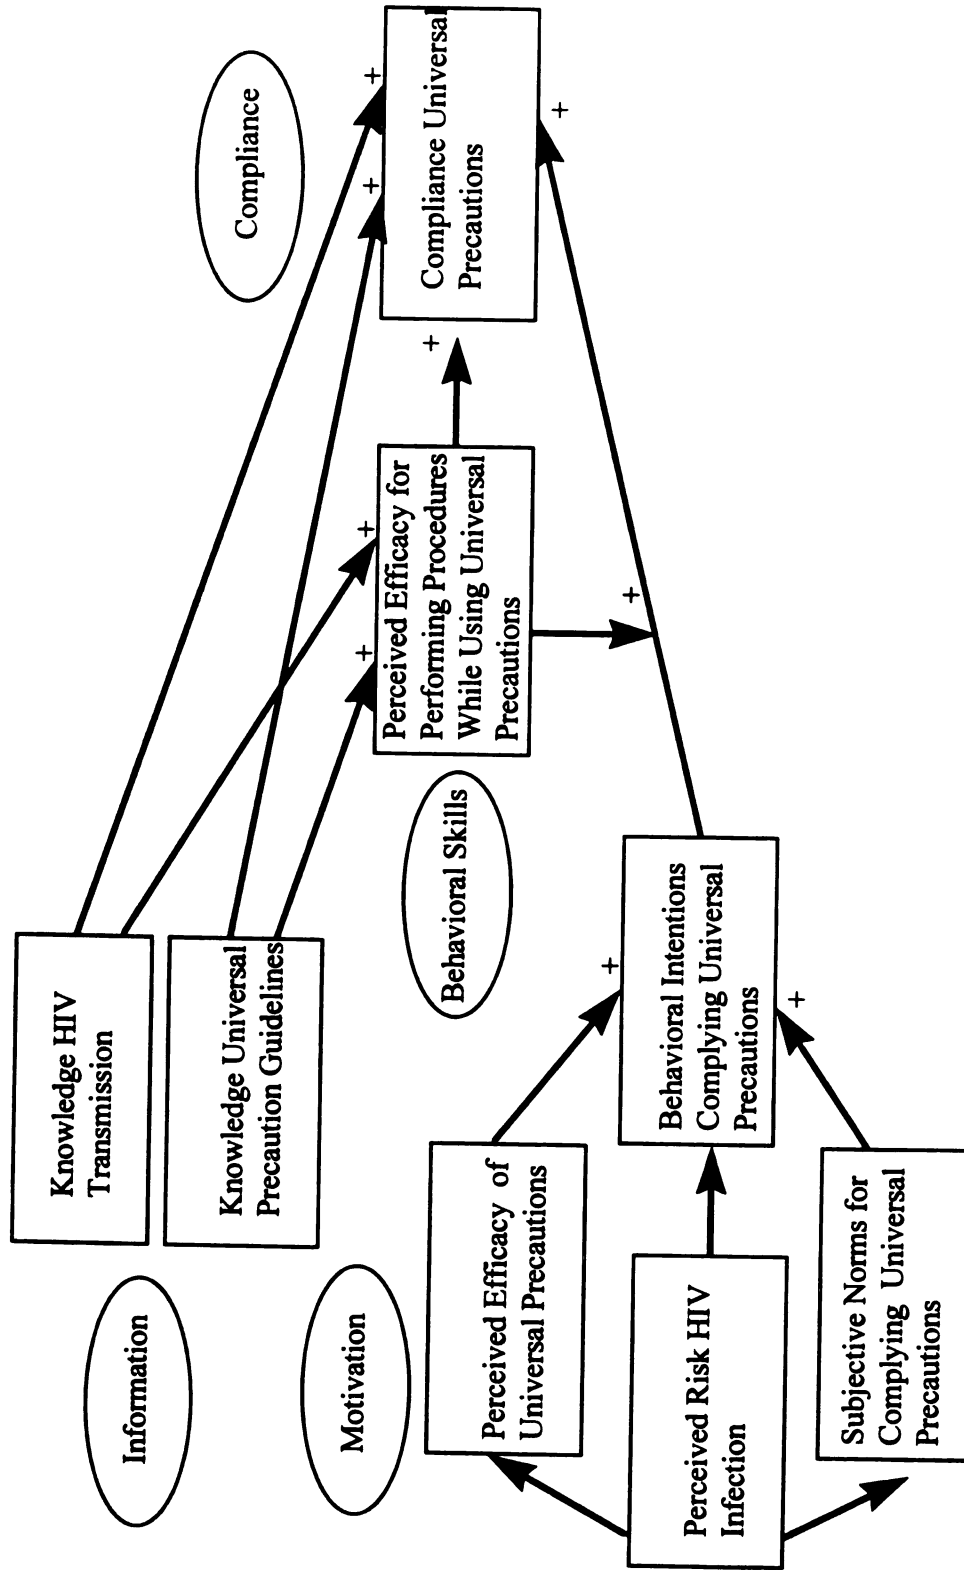 Information
Knowledge HIV
Transmission
Knowledge Universal
Precaution Guidelines
Compliance
+
+
Compliance Universal
Precautions
+
+
Motivation
Behavioral Skills
+
+
Perceived Efficacy for
Performing Procedures
While Using Universal
Precautions
+
Perceived Efficacy of
Universal Precautions
+
Perceived Risk HIV
Infection
Behavioral Intentions
Complying Universal
Precautions
+
Subjective Norms for
Complying Universal
Precautions